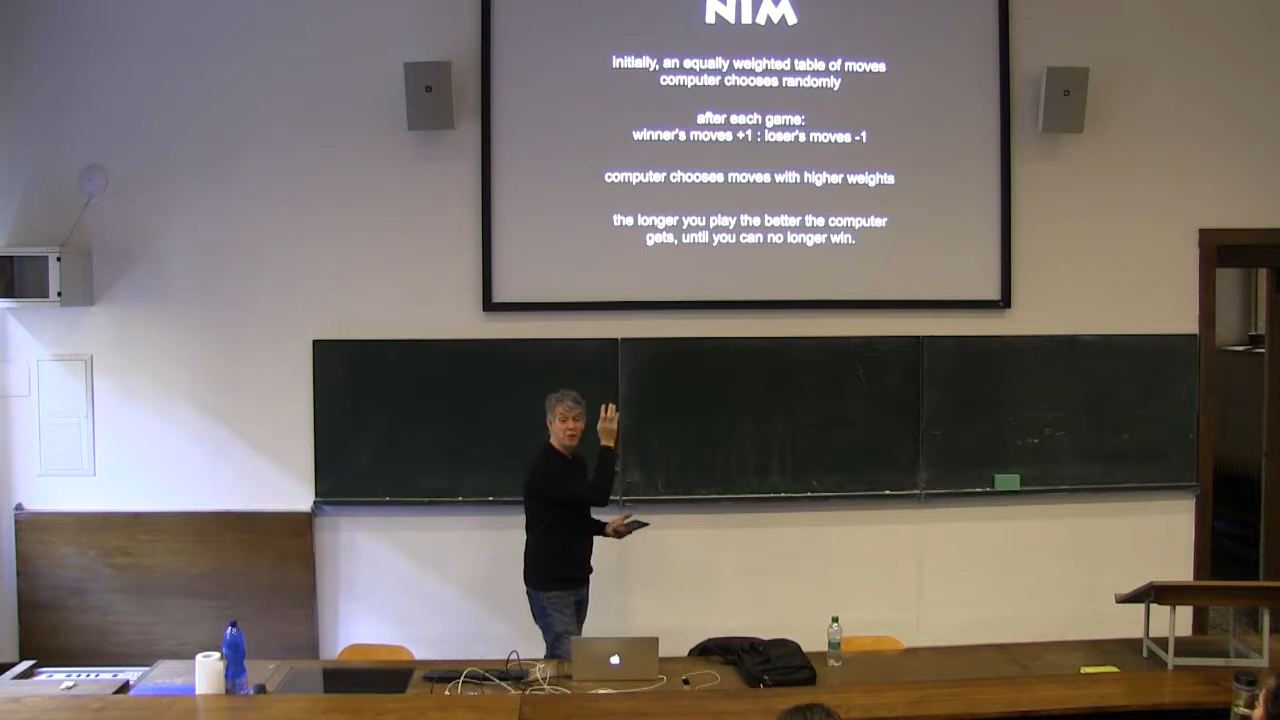 NIM
Initially, an equally weighted table of moves
computer chooses randomly
after each game:
winner's moves +1 : loser's moves -1
computer chooses moves with higher weights
the longer you play the better the computer
gets, until you can no longer win.